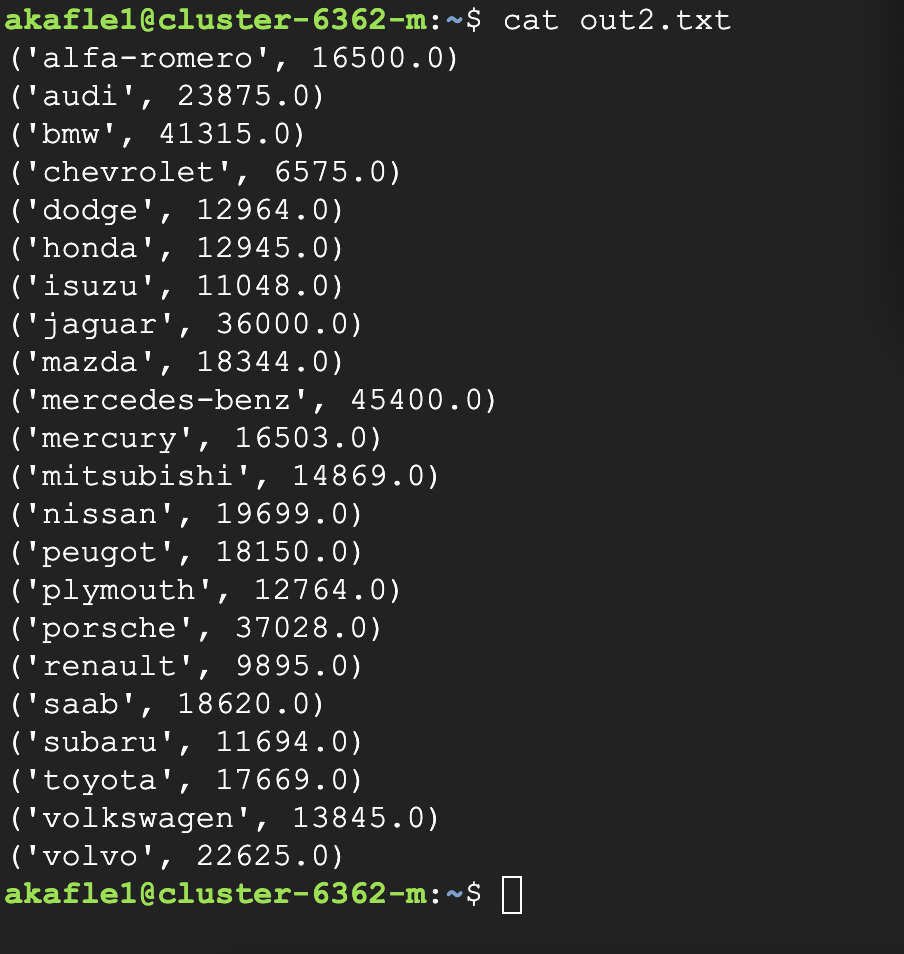 akafle1@cluster-6362-m:~$ cat out2.txt
('alfa-romero', 16500.0)
('audi', 23875.0)
('bmw', 41315.0)
('chevrolet', 6575.0)
('dodge', 12964.0)
('honda', 12945.0)
('isuzu', 11048.0)
('jaguar', 36000.0)
('mazda', 18344.0)
('mercedes-benz', 45400.0)
('mercury', 16503.0)
('mitsubishi', 14869.0)
('nissan', 19699.0)
('peugot', 18150.0)
('plymouth', 12764.0)
('porsche', 37028.0)
('renault', 9895.0)
('saab', 18620.0)
('subaru', 11694.0)
('toyota', 17669.0)
('volkswagen', 13845.0)
('volvo', 22625.0)
akafle1@cluster-6362-m:~$